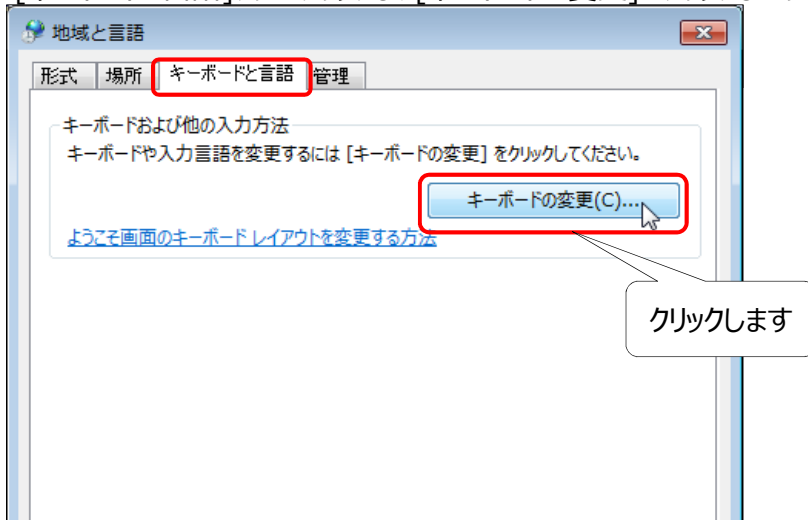 地域と言語
形式 場所 キーボードと言語 管理
キーボードおよび他の入力方法
キーボードや入力言語を変更するには [キーボードの変更] をクリックしてください。
キーボードの変更(C)...
ようこそ画面のキーボード レイアウトを変更する方法
クリックします